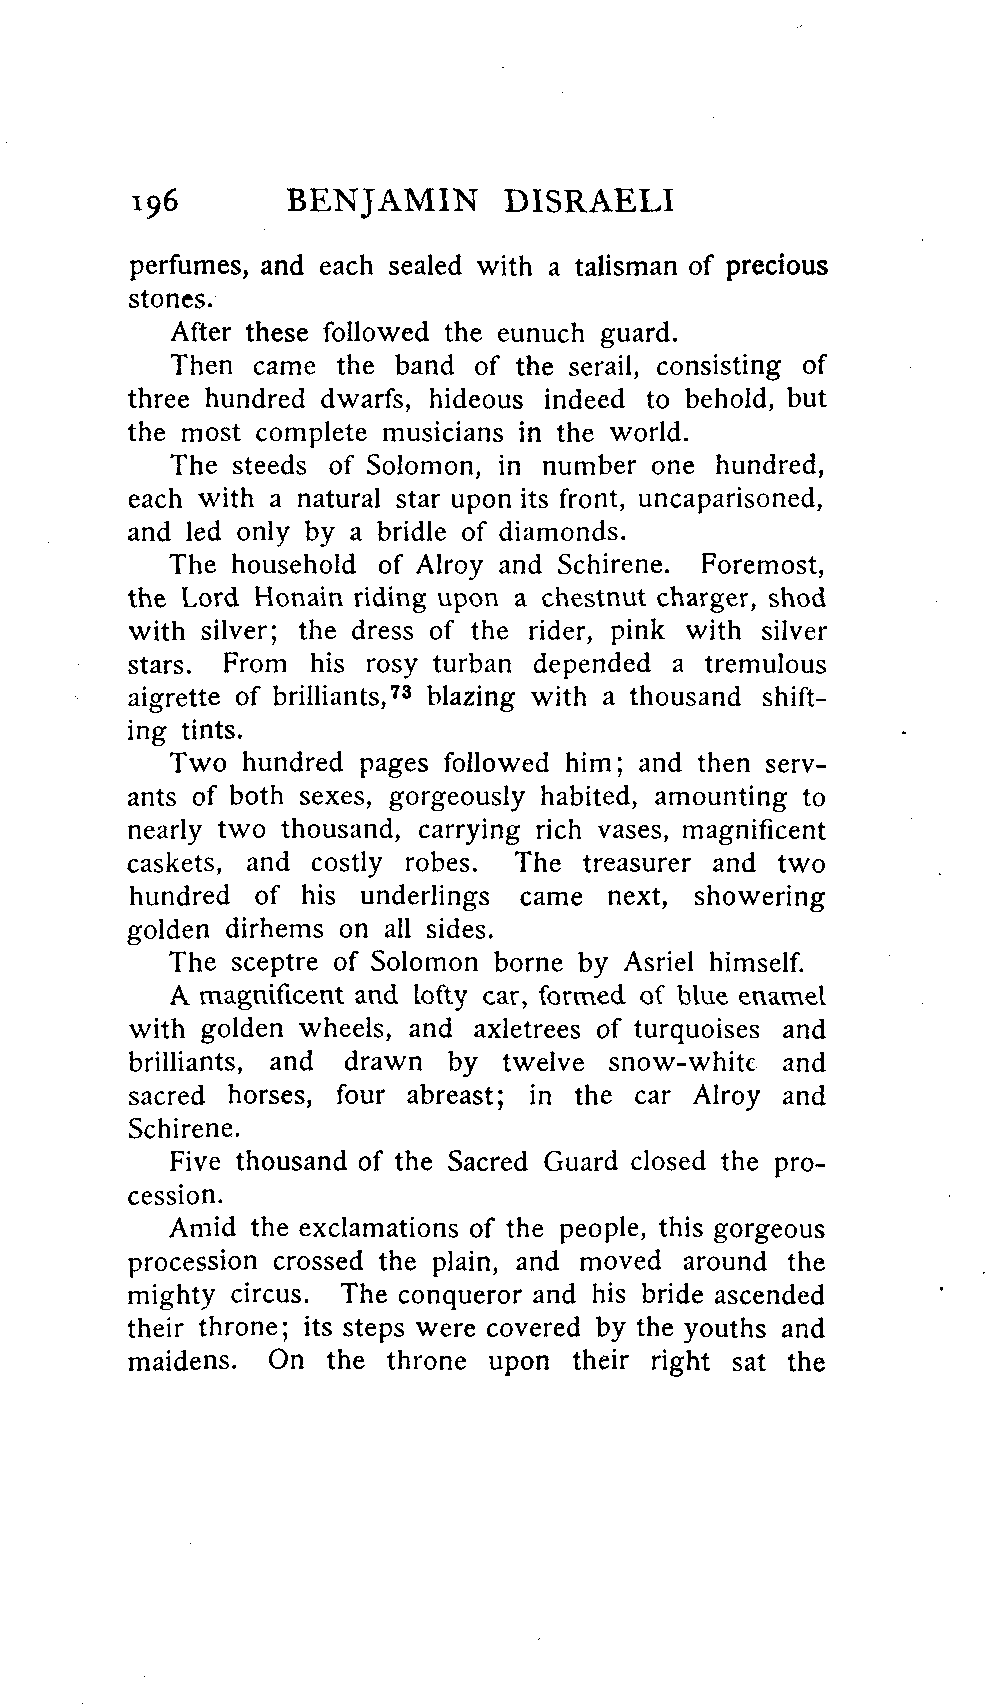 196 BENJAMIN DISRAELI
perfumes, and each sealed with a talisman of precious
stones.
After these followed the eunuch guard.
Then came the band of the serail, consisting of
three hundred dwarfs, hideous indeed to behold, but
the most complete musicians in the world.
The steeds of Solomon, in number one hundred,
each with a natural star upon its front, uncaparisoned,
and led only by a bridle of diamonds.
The household of Alroy and Schirene. Foremost,
the Lord Honain riding upon a chestnut charger, shod
with silver; the dress of the rider, pink with silver
stars. From his rosy turban depended a tremulous
aigrette of brilliants,73 blazing with a thousand shift-
ing tints.
Two hundred pages followed him; and then serv-
ants of both sexes, gorgeously habited, amounting to
nearly two thousand, carrying rich vases, magnificent
caskets, and costly robes. The treasurer and two
hundred of his underlings came next, showering
golden dirhems on all sides.
The sceptre of Solomon borne by Asriel himself.
A magnificent and lofty car, formed of blue enamel
with golden wheels, and axletrees of turquoises and
brilliants, and drawn by twelve snow-white and
sacred horses, four abreast; in the car Alroy and
Schirene.
Five thousand of the Sacred Guard closed the pro-
cession.
Amid the exclamations of the people, this gorgeous
procession crossed the plain, and moved around the
mighty circus. The conqueror and his bride ascended
their throne; its steps were covered by the youths and
maidens. On the throne upon their right sat the